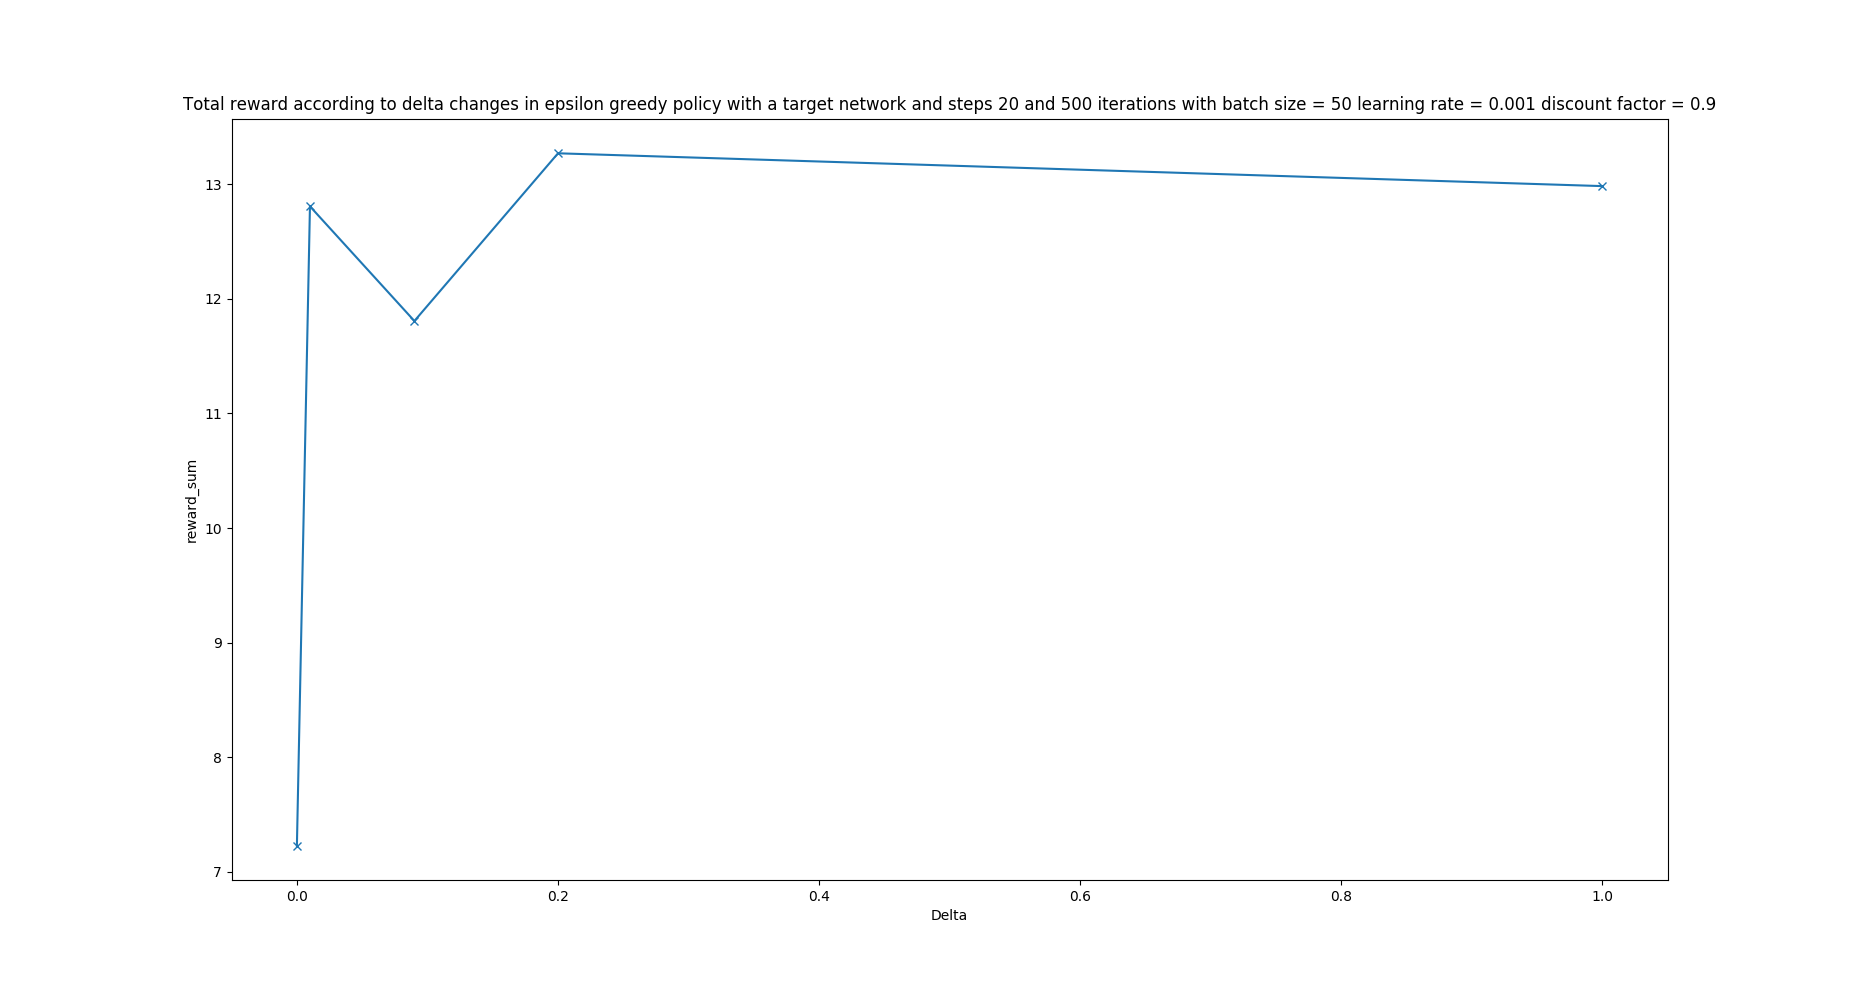 Total reward according to delta changes in epsilon greedy policy with a target network and steps 20 and 500 iterations with batch size = 50 learning rate = 0.001 discount factor = 0.9
13
12
11
10
9
8
7
reward_sum
0.0 0.2 0.4 0.6 0.8 1.0
Delta